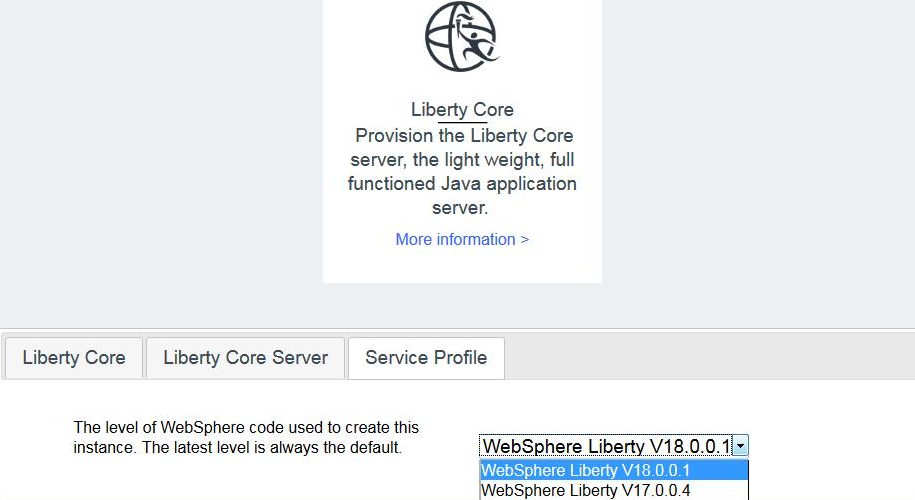 Liberty Core
Provision the Liberty Core
server, the light weight, full
functioned Java application
server.
More information >
Liberty Core
Liberty Core Server
Service Profile
The level of WebSphere code used to create this
instance. The latest level is always the default.
WebSphere Liberty V18.0.0.1
WebSphere Liberty V18.0.0.1
WebSphere Liberty V17.0.0.4